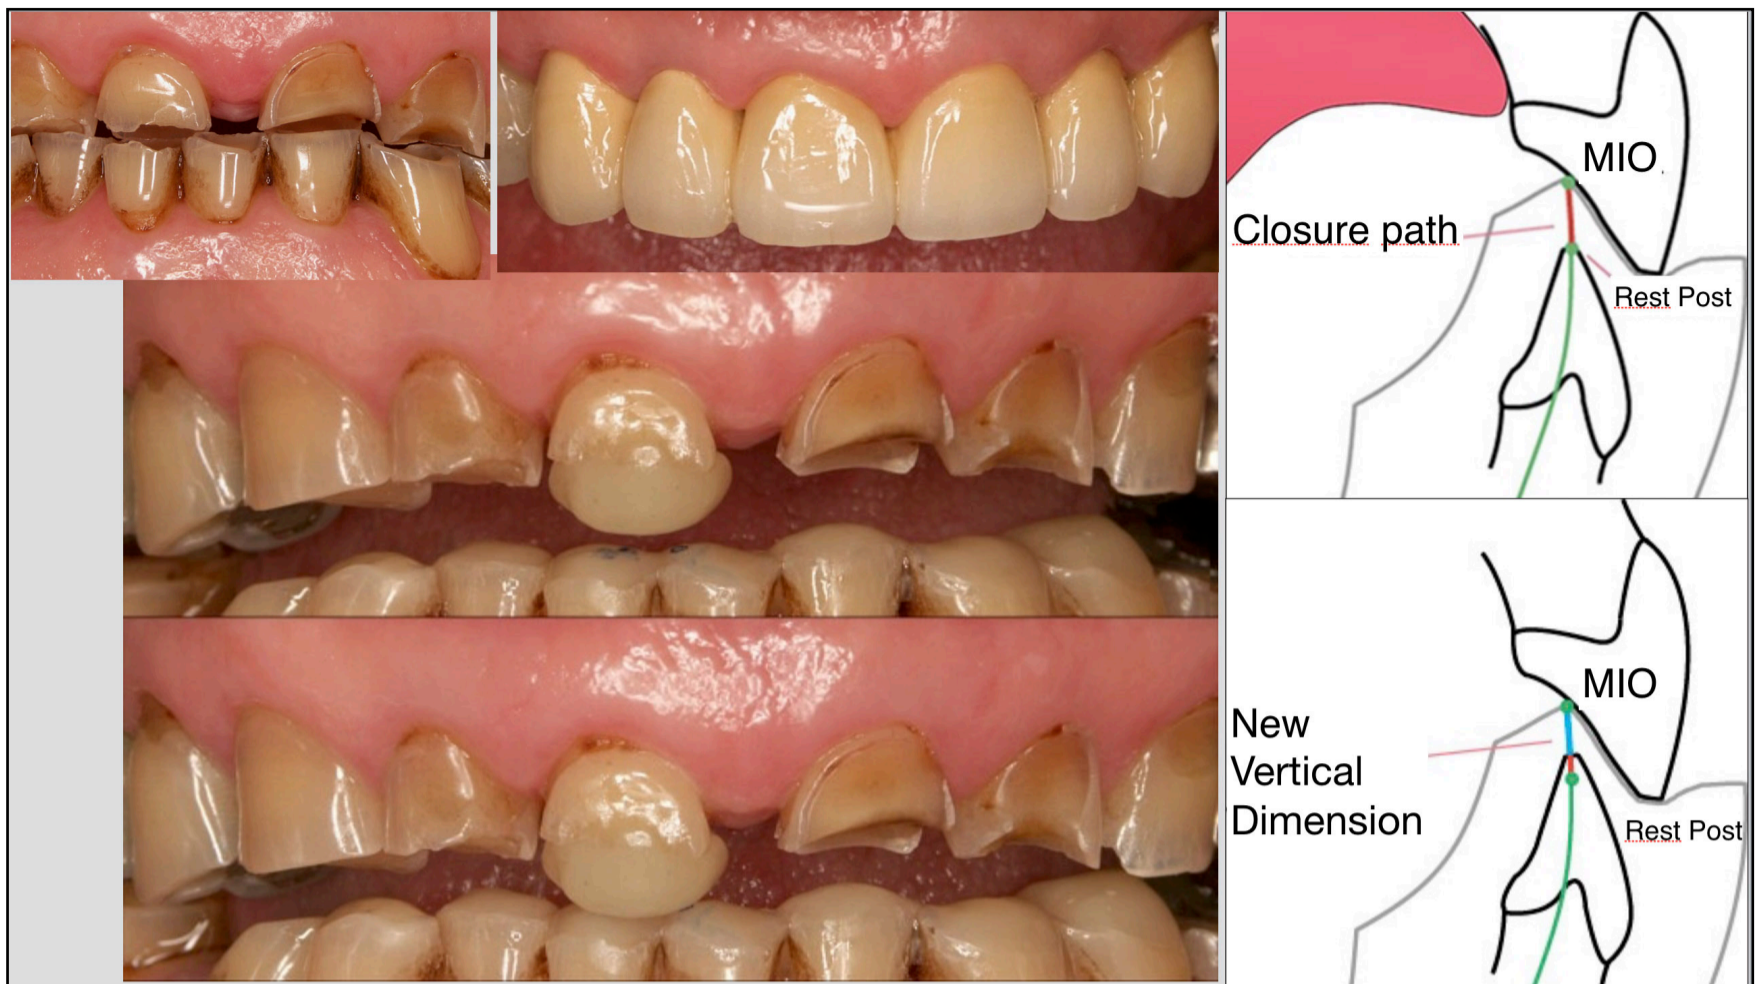 MIO
Closure path
Rest Post
MIO
New
Vertical
Dimension
Rest Post